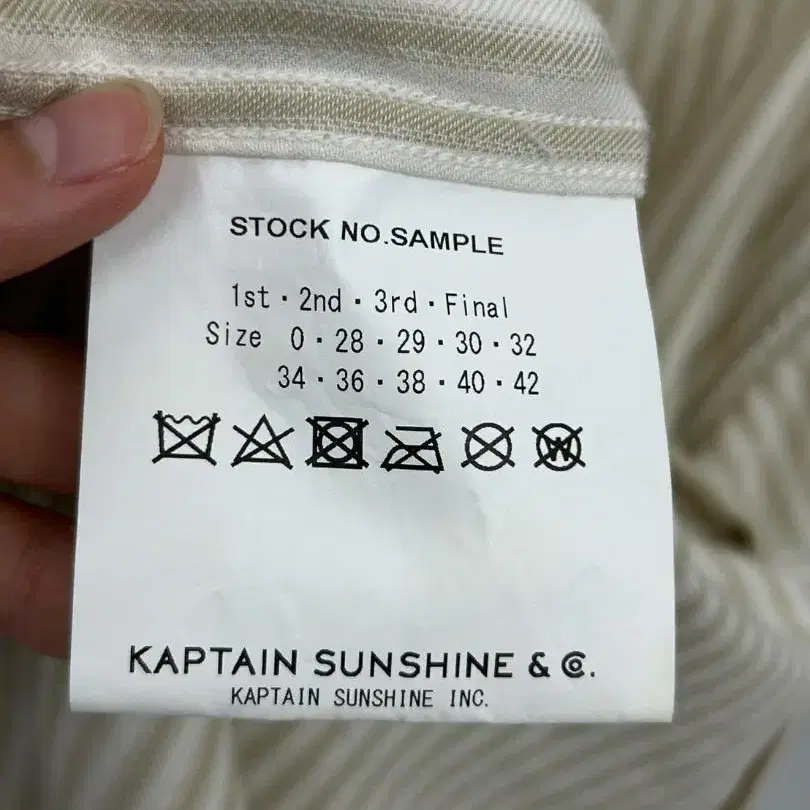 STOCK NO.SAMPLE
1st・2nd・3rd・Final
Size 0・28・29・30・32
34・36・38・40・42
W
KAPTAIN SUNSHINE & Co.
KAPTAIN SUNSHINE INC.